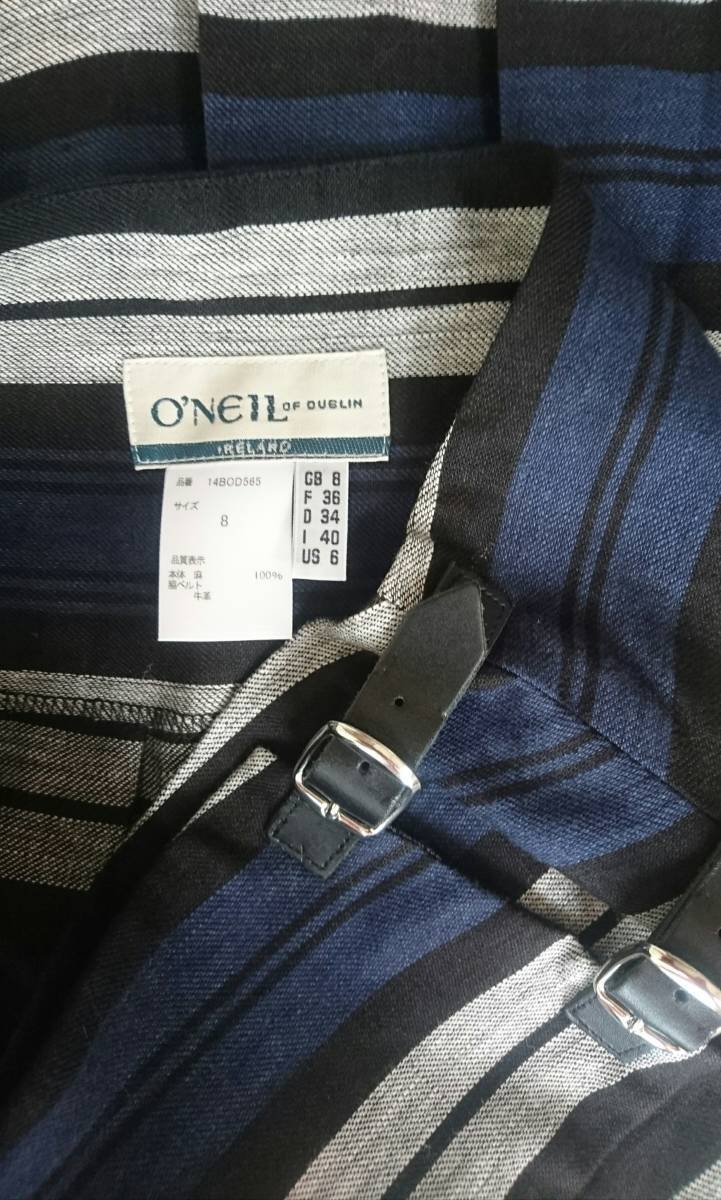 O'NEIL OF DUBLIN
IRELAND
品番 14BOD565
サイズ
8
品質表示
本体 麻 100%
脇ベルト
牛革
GB 8
F 36
D 34
I 40
US 6